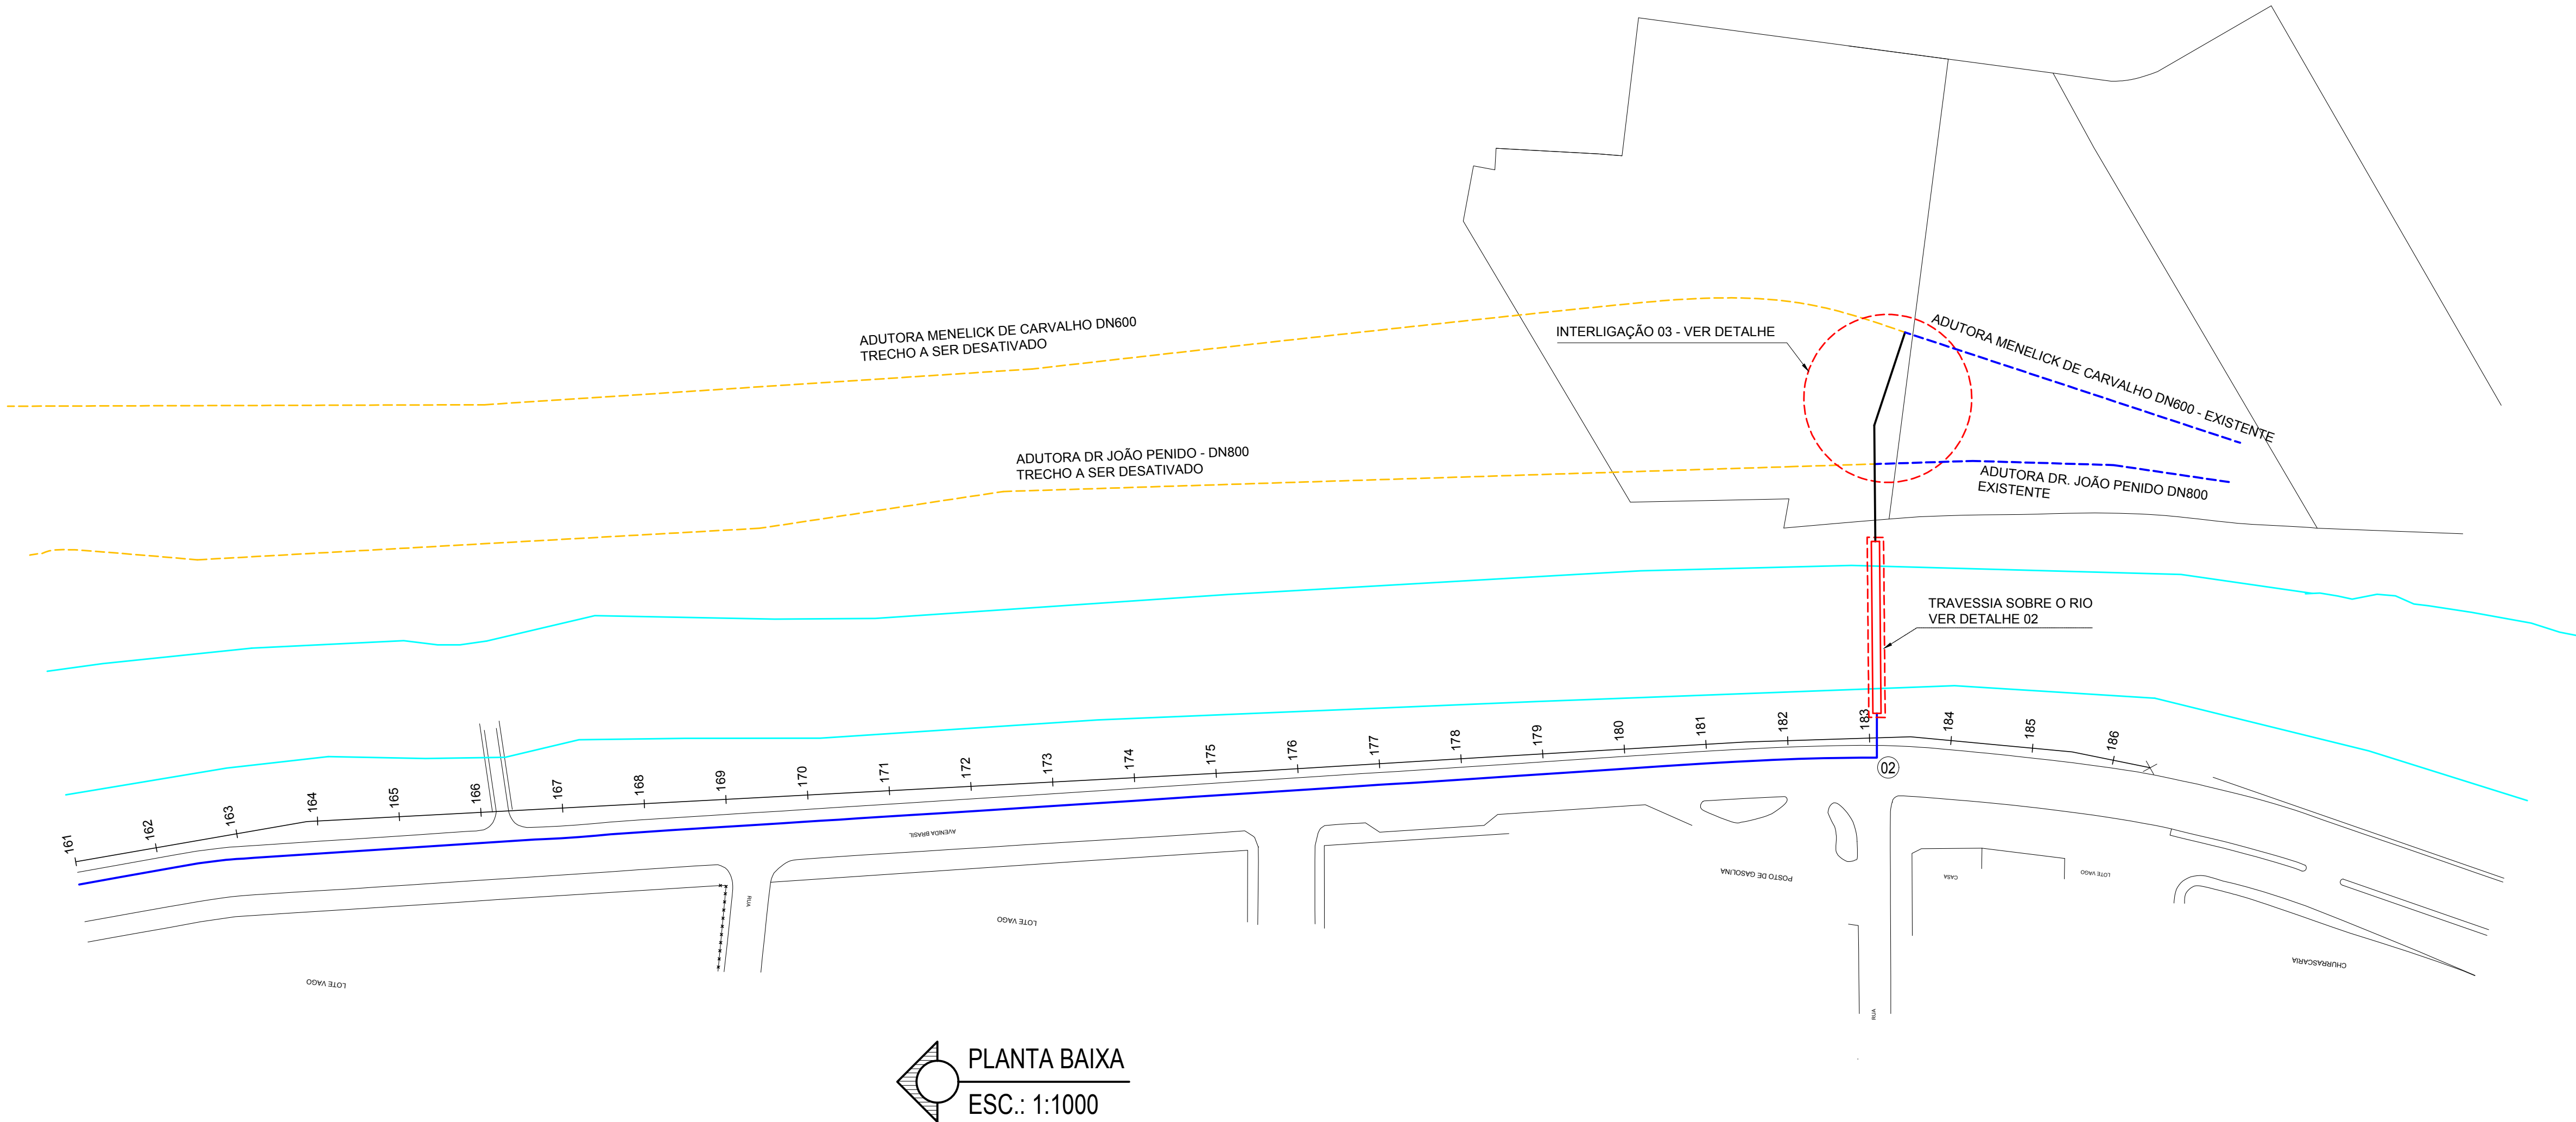 ADUTORA MENELICK DE CARVALHO DN600
TRECHO A SER DESATIVADO
INTERLIGAÇÃO 03 - VER DETALHE
ADUTORA MENELICK DE CARVALHO DN600 - EXISTENTE
ADUTORA DR JOÃO PENIDO - DN800
TRECHO A SER DESATIVADO
ADUTORA DR. JOÃO PENIDO DN800
EXISTENTE
TRAVESSIA SOBRE O RIO
VER DETALHE 02
161
162
163
164
165
166
167
168
169
170
171
172
173
174
175
176
177
178
179
180
181
182
183
184
185
186
02
AVENIDA BRASIL
POSTO DE GASOLINA
CASA
LOTE VAGO
RUA
LOTE VAGO
LOTE VAGO
CHURRASCARIA
RUA
PLANTA BAIXA
ESC.: 1:1000